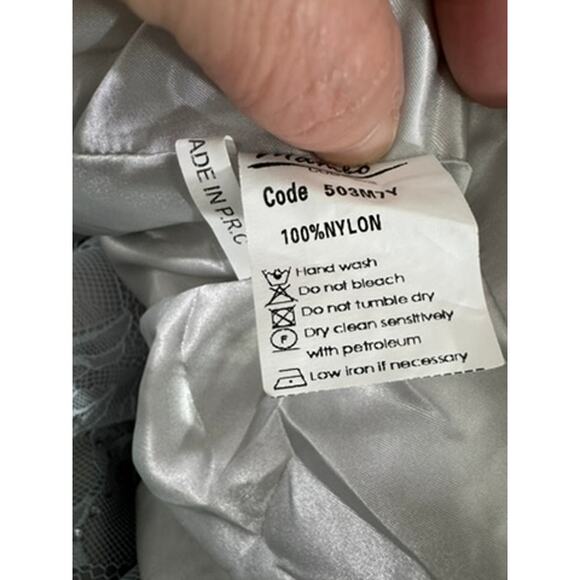 MADE IN P.R.C
Code 503M7Y
100%NYLON
Hand wash
Do not bleach
Do not tumble dry
Dry clean sensitively
with petroleum
Low iron if necessary
P